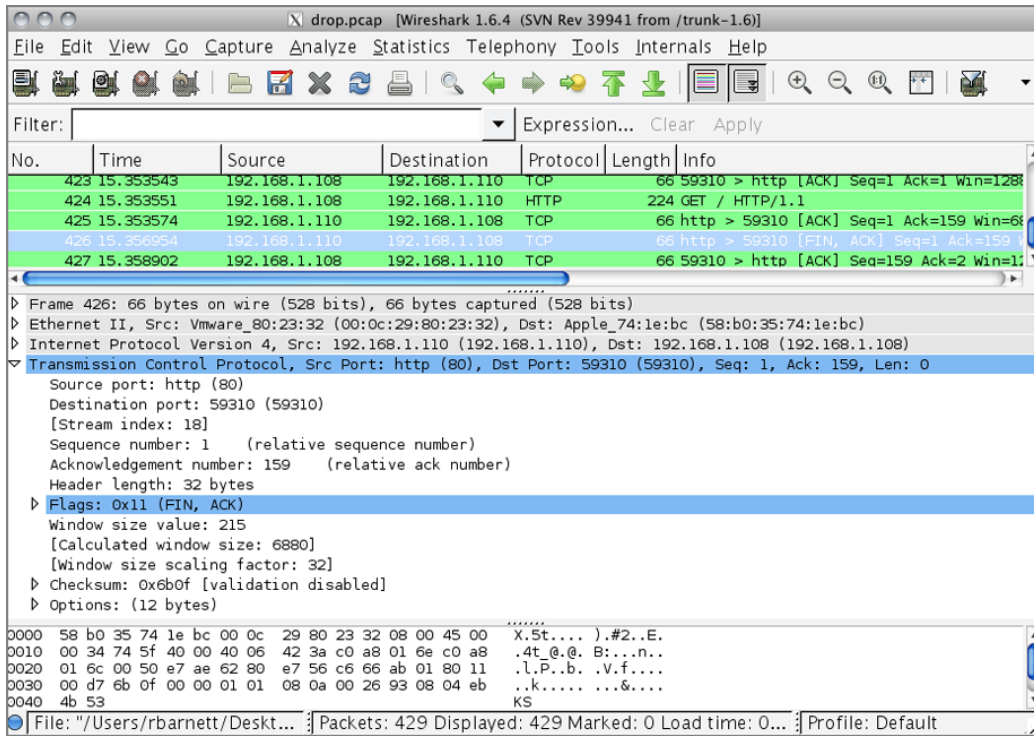 X drop.pcap [Wireshark 1.6.4 (SVN Rev 39941 from /trunk-1.6)]
File Edit View Go Capture Analyze Statistics Telephony Tools Internals Help
Filter: Expression... Clear Apply
No. Time Source Destination Protocol Length Info
423 15.353543 192.168.1.108 192.168.1.110 TCP 66 59310 > http [ACK] Seq=1 Ack=1 Win=1288
424 15.353551 192.168.1.108 192.168.1.110 HTTP 224 GET / HTTP/1.1
425 15.353574 192.168.1.110 192.168.1.108 TCP 66 http > 59310 [ACK] Seq=1 Ack=159 Win=68
426 15.356954 192.168.1.110 192.168.1.108 TCP 66 http > 59310 [FIN, ACK] Seq=1 Ack=159 W
427 15.358902 192.168.1.108 192.168.1.110 TCP 66 59310 > http [ACK] Seq=159 Ack=2 Win=12
Frame 426: 66 bytes on wire (528 bits), 66 bytes captured (528 bits)
Ethernet II, Src: Vmware_80:23:32 (00:0c:29:80:23:32), Dst: Apple_74:1e:bc (58:b0:35:74:1e:bc)
Internet Protocol Version 4, Src: 192.168.1.110 (192.168.1.110), Dst: 192.168.1.108 (192.168.1.108)
Transmission Control Protocol, Src Port: http (80), Dst Port: 59310 (59310), Seq: 1, Ack: 159, Len: 0
Source port: http (80)
Destination port: 59310 (59310)
[Stream index: 18]
Sequence number: 1 (relative sequence number)
Acknowledgement number: 159 (relative ack number)
Header length: 32 bytes
Flags: 0x11 (FIN, ACK)
Window size value: 215
[Calculated window size: 6880]
[Window size scaling factor: 32]
Checksum: 0x6b0f [validation disabled]
Options: (12 bytes)
0000 58 b0 35 74 1e bc 00 0c 29 80 23 32 08 00 45 00 X.5t.... ).#2..E.
0010 00 34 74 5f 40 00 40 06 42 3a c0 a8 01 6e c0 a8 .4t_@.@. B:...n..
0020 01 6c 00 50 e7 ae 62 80 e7 56 c6 66 ab 01 80 11 .l.P..b. .V.f....
0030 00 d7 6b 0f 00 00 01 01 08 0a 00 26 93 08 04 eb ..k..... ...&....
0040 4b 53 KS
File: "/Users/rbarnett/Deskt... Packets: 429 Displayed: 429 Marked: 0 Load time: 0... Profile: Default